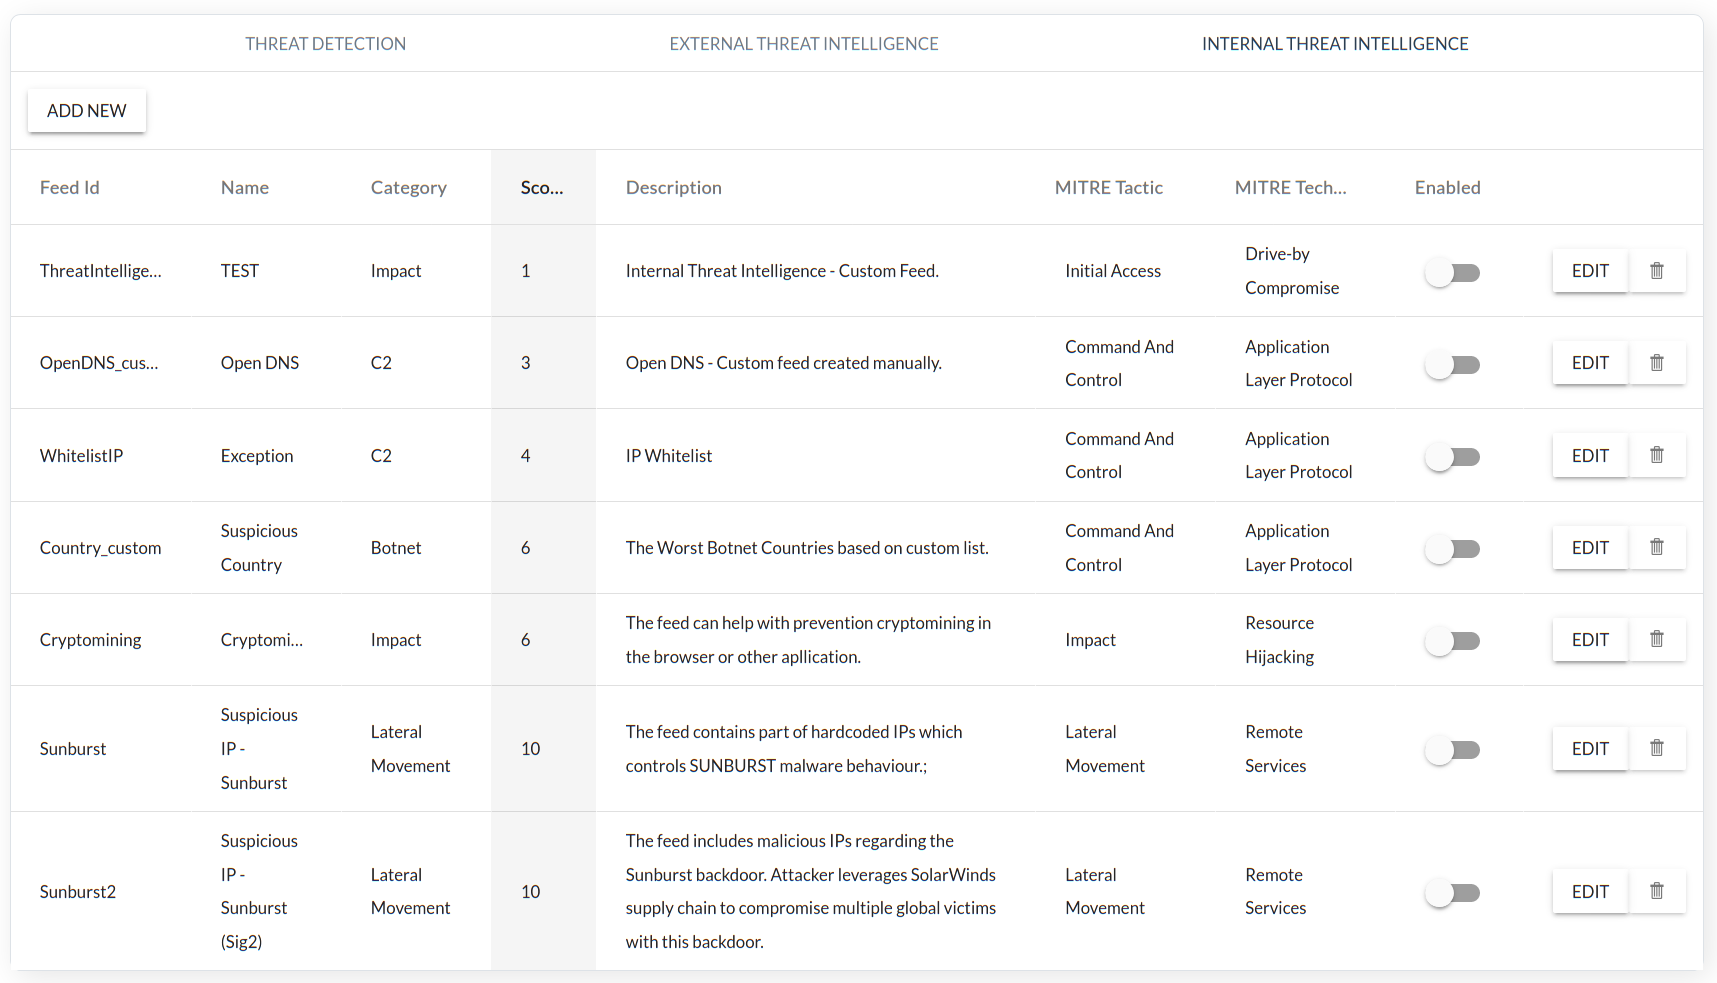 THREAT DETECTION
EXTERNAL THREAT INTELLIGENCE
INTERNAL THREAT INTELLIGENCE
ADD NEW
Feed Id
Name
Category
Sco...
Description
MITRE Tactic
MITRE Tech...
Enabled
ThreatIntellige...
TEST
Impact
1
Internal Threat Intelligence - Custom Feed.
Initial Access
Drive-by
Compromise
EDIT
OpenDNS_cus...
Open DNS
C2
3
Open DNS - Custom feed created manually.
Command And
Control
Application
Layer Protocol
EDIT
WhitelistIP
Exception
C2
4
IP Whitelist
Command And
Control
Application
Layer Protocol
EDIT
Country_custom
Suspicious
Country
Botnet
6
The Worst Botnet Countries based on custom list.
Command And
Control
Application
Layer Protocol
EDIT
Cryptomining
Cryptomi...
Impact
6
The feed can help with prevention cryptomining in
the browser or other apllication.
Impact
Resource
Hijacking
EDIT
Sunburst
Suspicious
IP -
Sunburst
Lateral
Movement
10
The feed contains part of hardcoded IPs which
controls SUNBURST malware behaviour.;
Lateral
Movement
Remote
Services
EDIT
Sunburst2
Suspicious
IP -
Sunburst
(Sig2)
Lateral
Movement
10
The feed includes malicious IPs regarding the
Sunburst backdoor. Attacker leverages SolarWinds
supply chain to compromise multiple global victims
with this backdoor.
Lateral
Movement
Remote
Services
EDIT